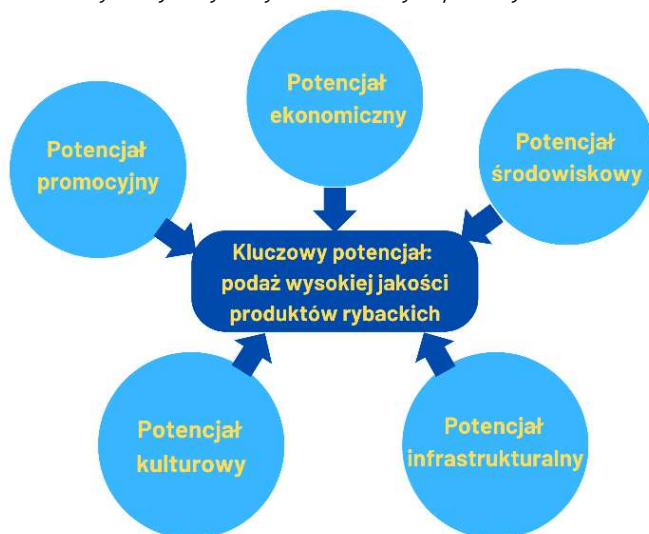 Potencjał
ekonomiczny
Potencjał
promocyjny
Potencjał
środowiskowy
Kluczowy potencjał:
podaż wysokiej jakości
produktów rybackich
Potencjał
kulturowy
Potencjał
infrastrukturalny